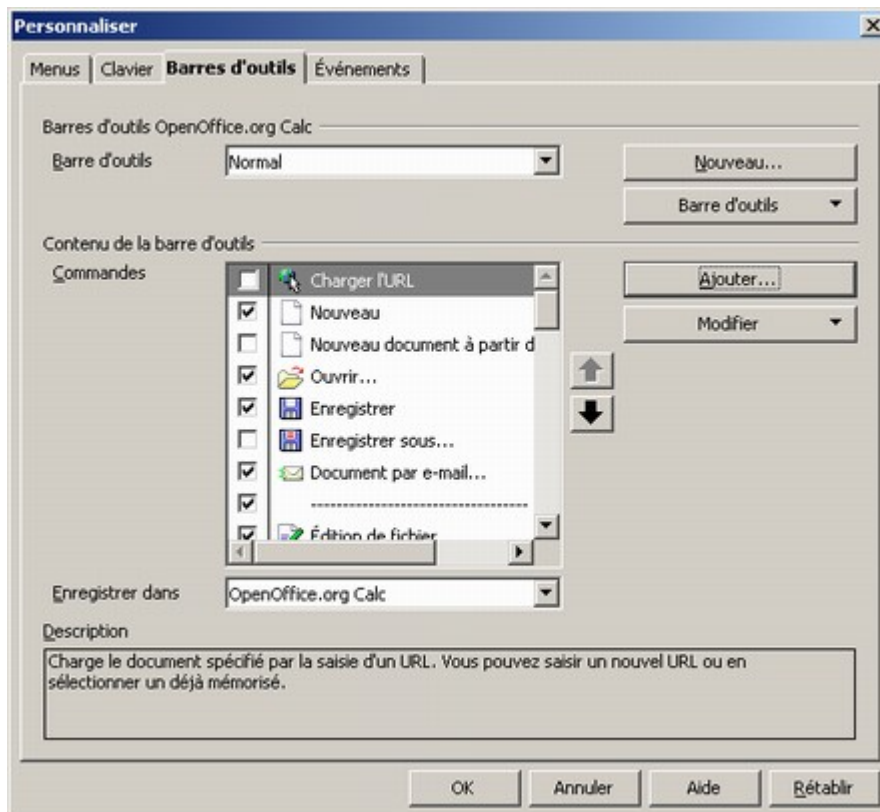 Personnaliser
Menus Clavier Barres d'outils Événements
Barres d'outils OpenOffice.org Calc
Barre d'outils Normal Nouveau...
Barre d'outils
Contenu de la barre d'outils
Commandes Charger l'URL Ajouter...
Nouveau Modifier
Nouveau document à partir d
Ouvrir...
Enregistrer
Enregistrer sous...
Document par e-mail...
--------------------------------
Édition de fichier
Enregistrer dans OpenOffice.org Calc
Description
Charge le document spécifié par la saisie d'un URL. Vous pouvez saisir un nouvel URL ou en
sélectionner un déjà mémorisé.
OK Annuler Aide Rétablir